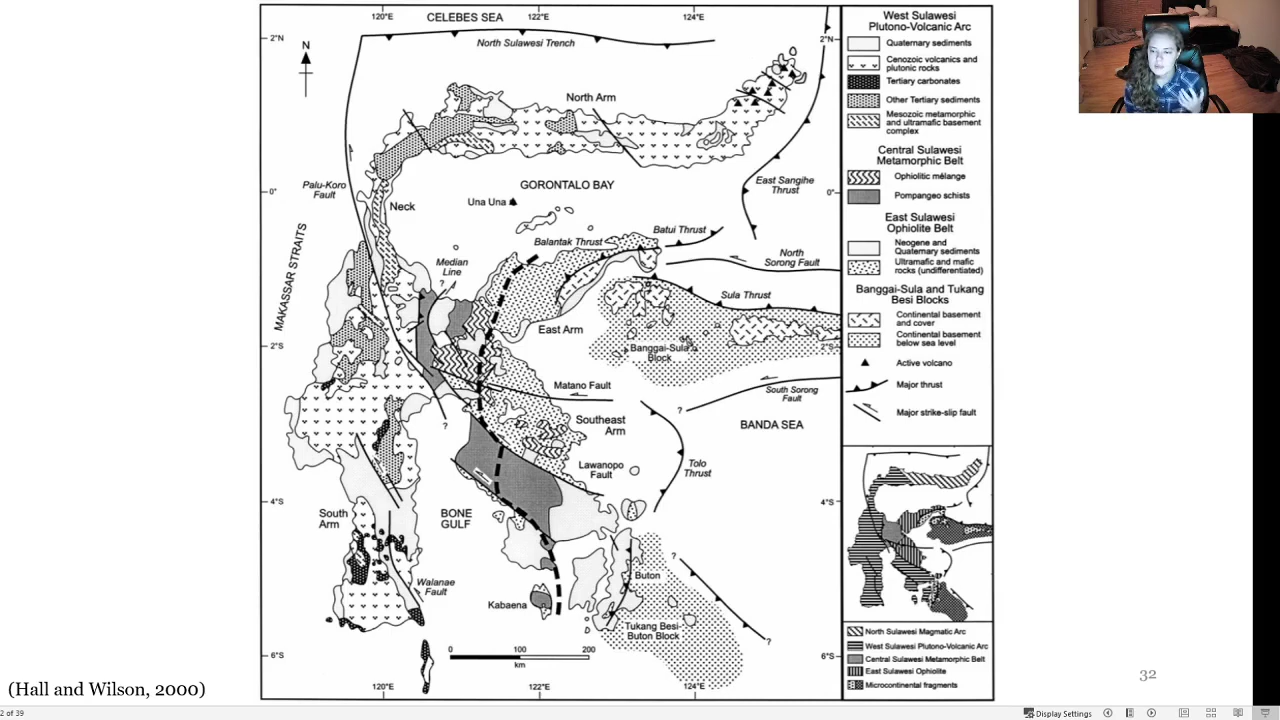 120°E
CELEBES SEA
122°E
124°E
2°N
2°N
N
North Sulawesi Trench
North Arm
Palu-Koro
Fault
East Sangihe
Thrust
0°
0°
GORONTALO BAY
Neck
Una Una
MAKASSAR STRAITS
Batui Thrust
Balantak Thrust
North
Sorong Fault
Median
Line
?
Sula Thrust
East Arm
2°S
2°S
Banggai-Sula
Block
Matano Fault
South Sorong
Fault
?
?
Southeast
Arm
BANDA SEA
Lawanopo
Fault
Tolo
Thrust
4°S
4°S
South
Arm
BONE
GULF
?
Buton
Walanae
Fault
Kabaena
Tukang Besi-
Buton Block
?
0 100 200
km
6°S
6°S
120°E
122°E
124°E
West Sulawesi
Plutono-Volcanic Arc
Quaternary sediments
Cenozoic volcanics and
plutonic rocks
Tertiary carbonates
Other Tertiary sediments
Mesozoic metamorphic
and ultramafic basement
complex
Central Sulawesi
Metamorphic Belt
Ophiolitic mélange
Pompangeo schists
East Sulawesi
Ophiolite Belt
Neogene and
Quaternary sediments
Ultramafic and mafic
rocks (undifferentiated)
Banggai-Sula and Tukang
Besi Blocks
Continental basement
and cover
Continental basement
below sea level
Active volcano
Major thrust
Major strike-slip fault
North Sulawesi Magmatic Arc
West Sulawesi Plutono-Volcanic Arc
Central Sulawesi Metamorphic Belt
East Sulawesi Ophiolite
Microcontinental fragments
(Hall and Wilson, 2000)
32
2 of 39
Display Settings